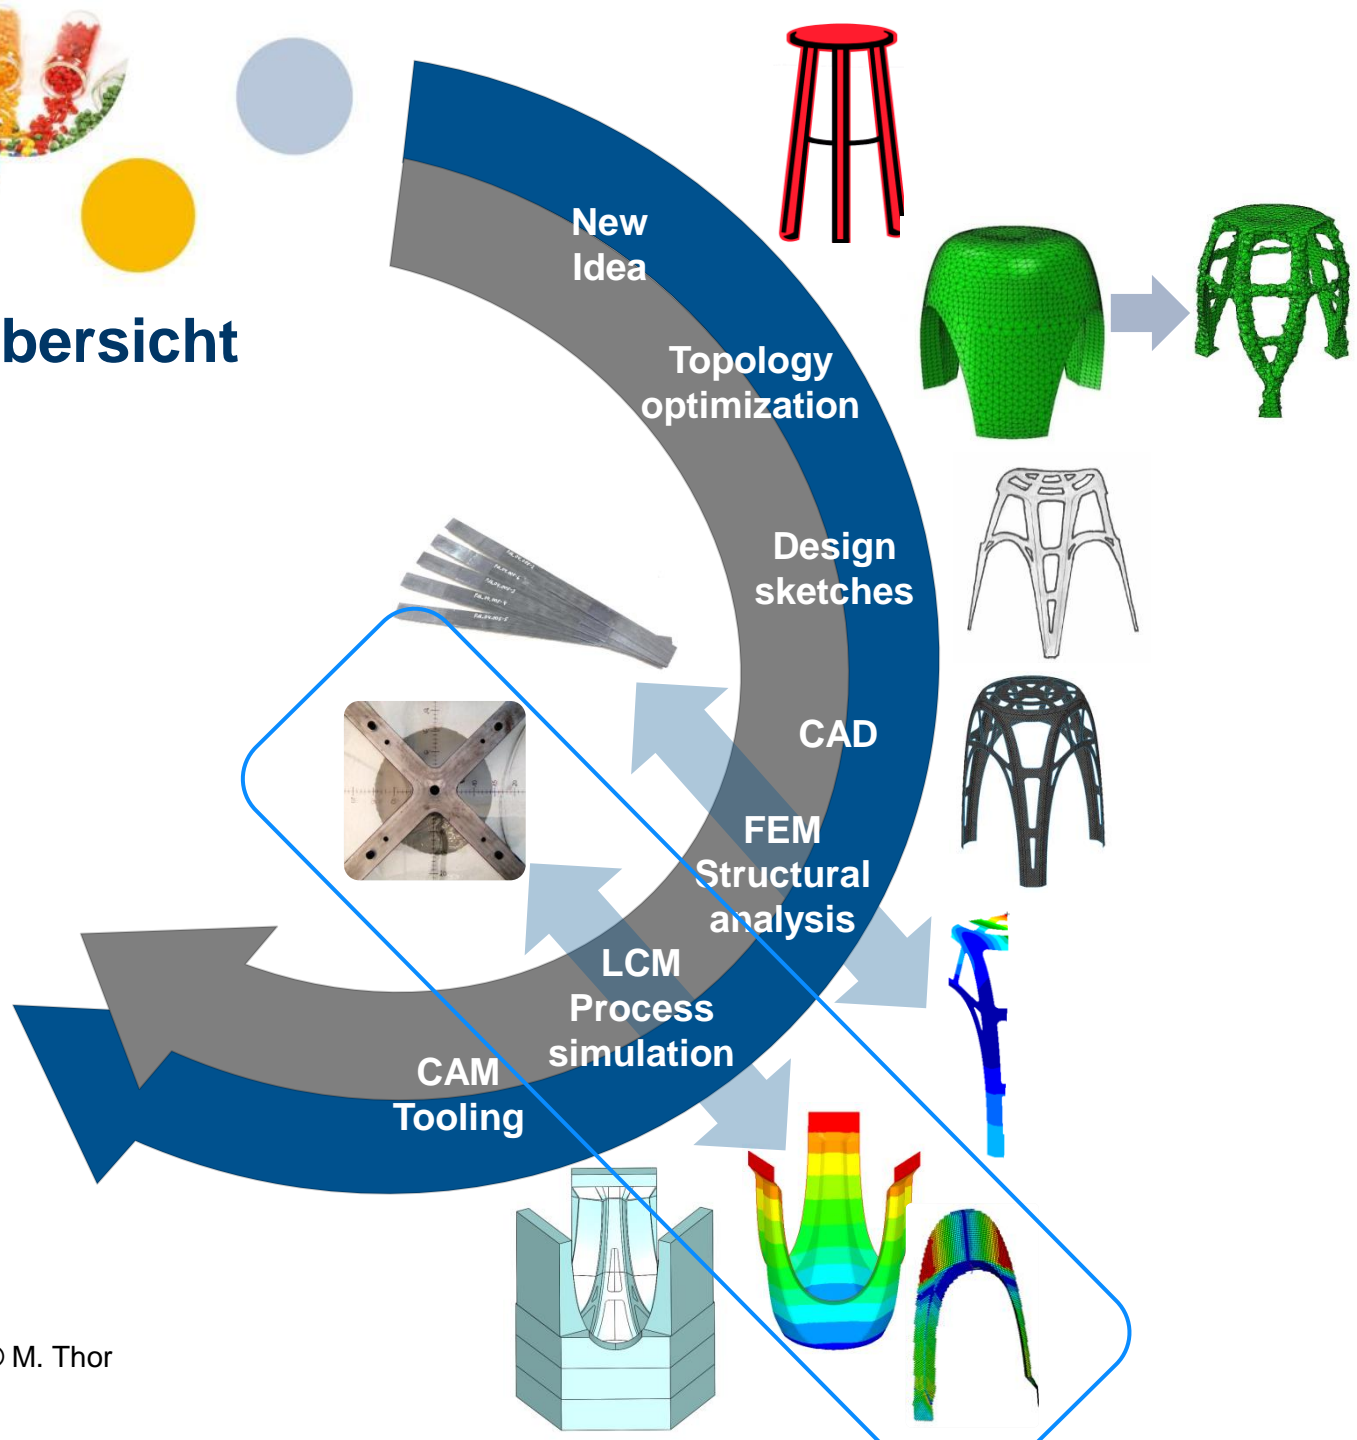 New
Idea
bersicht
Topology
optimization
Design
sketches
CAD
FEM
Structural
analysis
LCM
Process
simulation
CAM
Tooling
© M. Thor